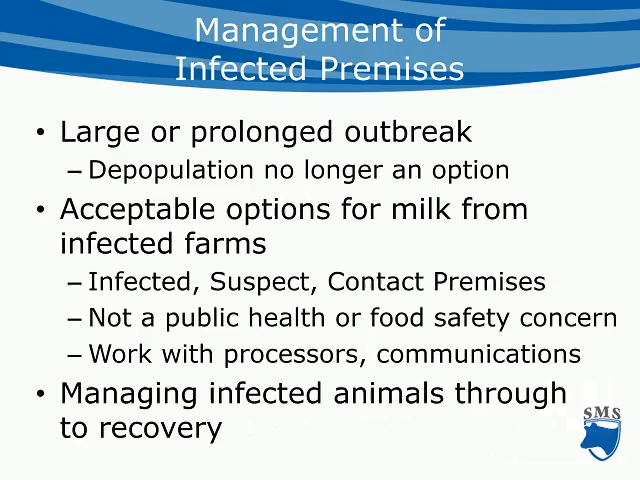 Management of
Infected Premises
• Large or prolonged outbreak
– Depopulation no longer an option
• Acceptable options for milk from
infected farms
– Infected, Suspect, Contact Premises
– Not a public health or food safety concern
– Work with processors, communications
• Managing infected animals through
to recovery
SMS